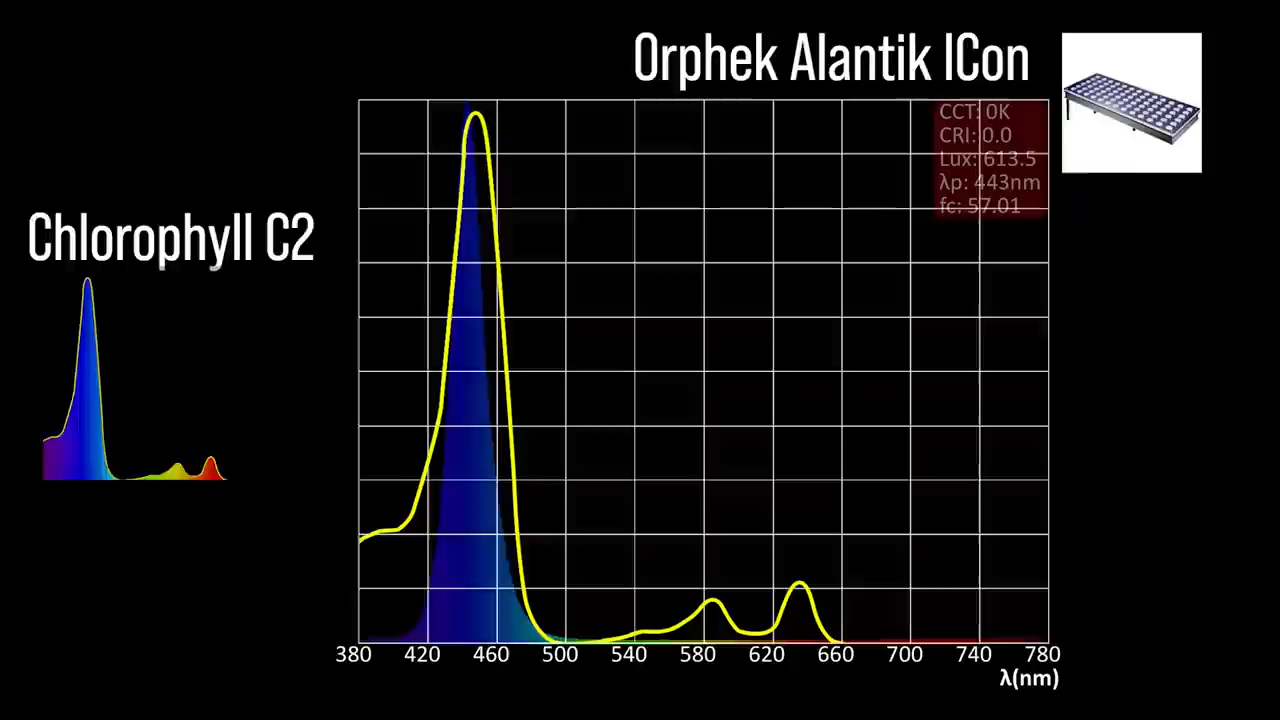 Orphek Alantik ICon
Chlorophyll C2
CCT: 0K
CRI: 0.0
Lux: 613.5
λp: 443nm
fc: 57.01
380 420 460 500 540 580 620 660 700 740 780
λ(nm)